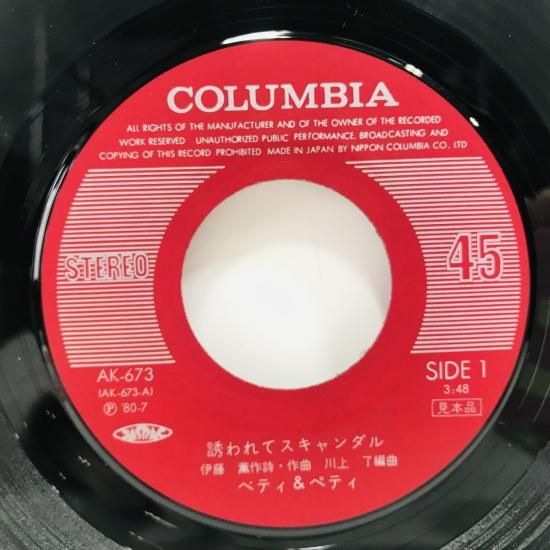 COLUMBIA
ALL RIGHTS OF THE MANUFACTURER AND OF THE OWNER OF THE RECORDED
WORK RESERVED UNAUTHORIZED PUBLIC PERFORMANCE, BROADCASTING AND
COPYING OF THIS RECORD PROHIBITED MADE IN JAPAN BY NIPPON COLUMBIA CO., LTD
STEREO
45
AK-673
(AK-673-A)
Ⓟ '80-7
SIDE 1
3:48
見本品
誘われてスキャンダル
伊藤 薫作詩・作曲 川上 了編曲
ベティ&ペティ